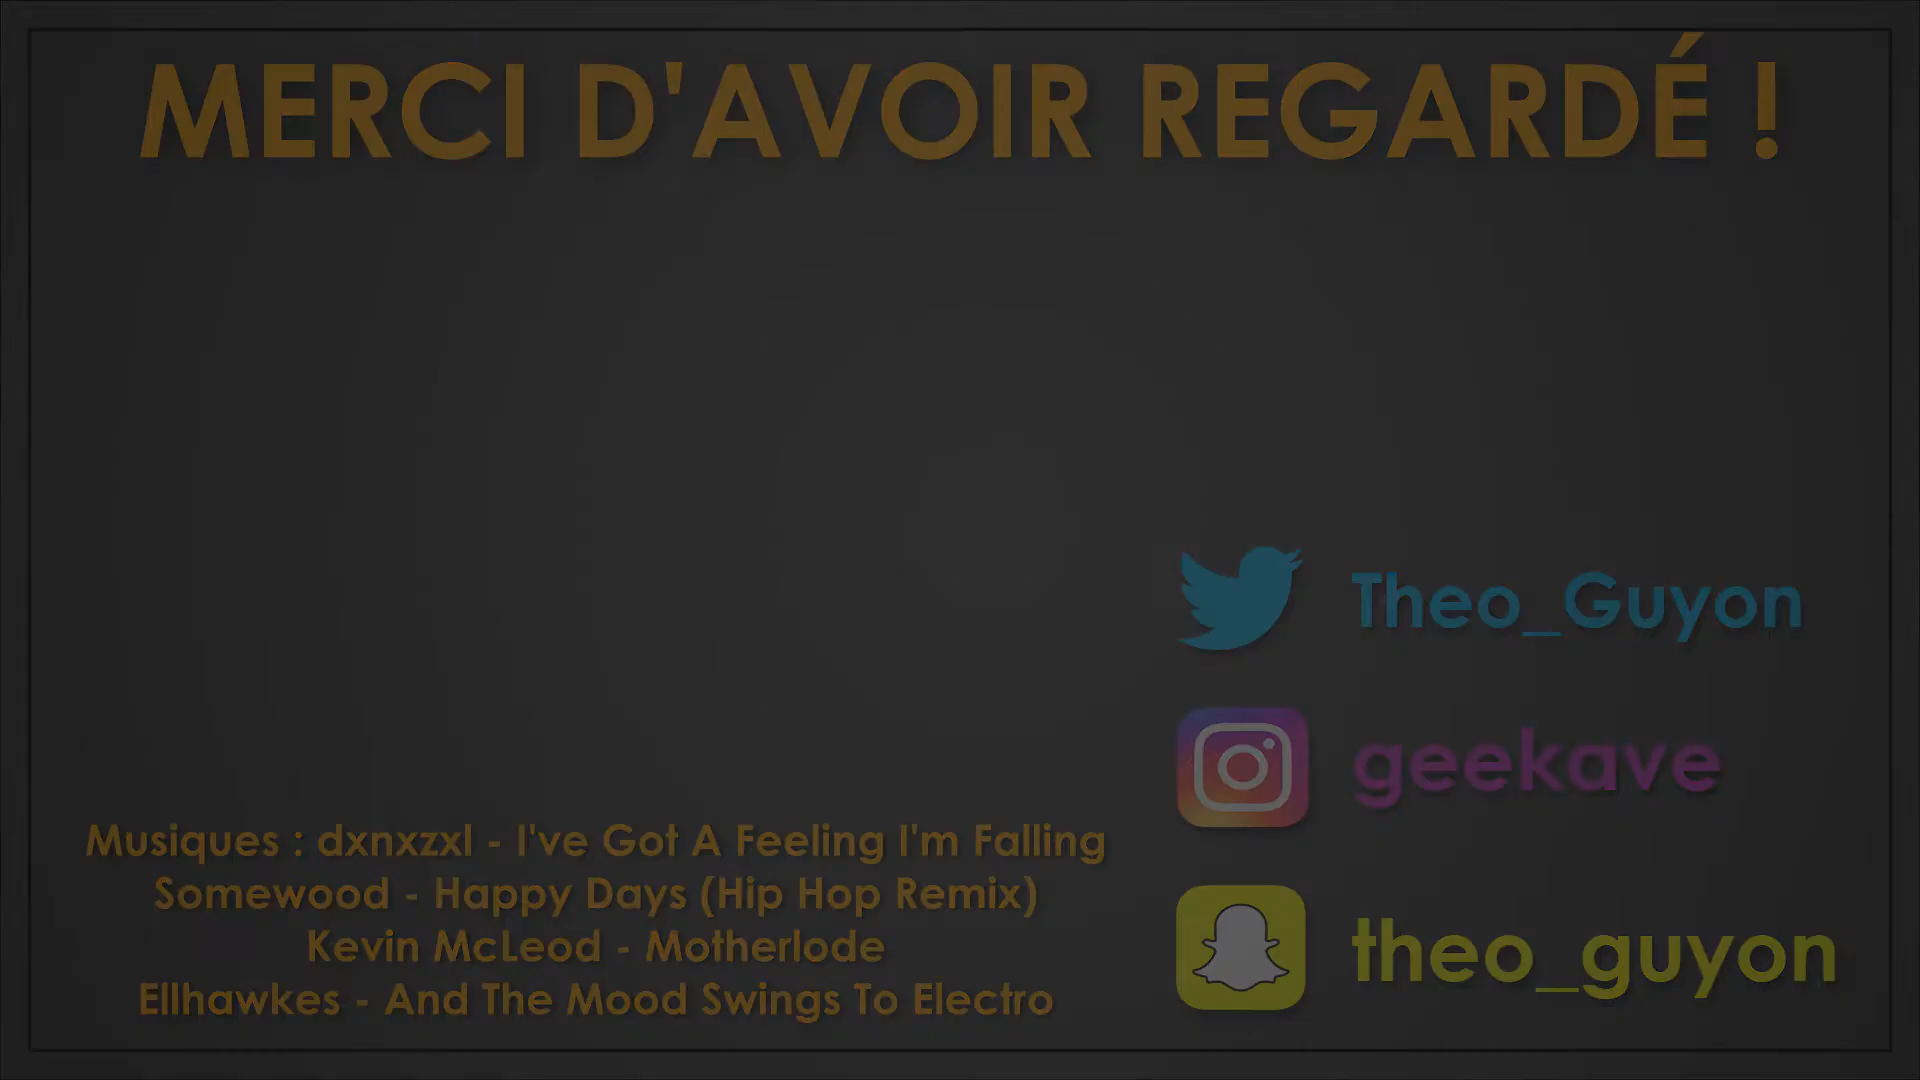 MERCI D'AVOIR REGARDÉ !
Theo_Guyon
geekave
theo_guyon
Musiques : dxnxzxl - I've Got A Feeling I'm Falling
Somewood - Happy Days (Hip Hop Remix)
Kevin McLeod - Motherlode
Ellhawkes - And The Mood Swings To Electro